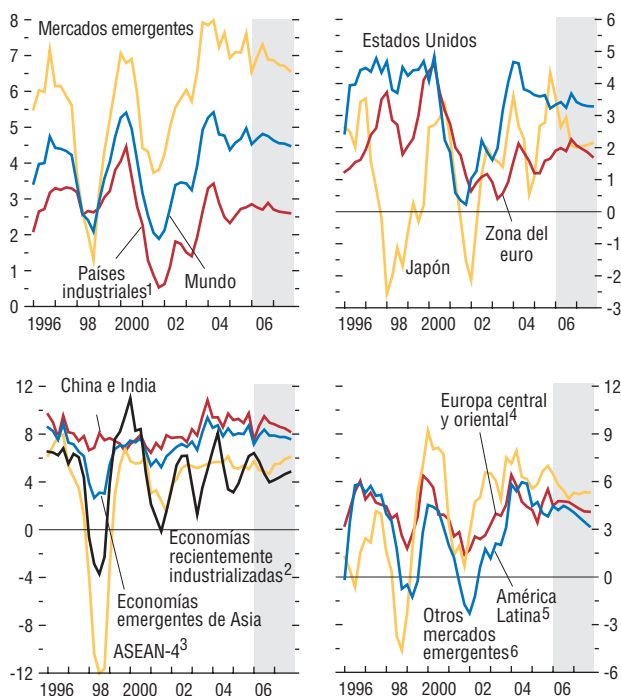 8
7
6
5
4
3
2
1
0
Mercados emergentes
Países
industriales1
Mundo
1996 98 2000 02 04 06
6
5
4
3
2
1
0
-1
-2
-3
Estados Unidos
Zona del
euro
Japón
1996 98 2000 02 04 06
12
8
4
0
-4
-8
-12
China e India
Economías
recientemente
industrializadas2
Economías
emergentes de Asia
ASEAN-43
1996 98 2000 02 04 06
12
9
6
3
0
-3
-6
Europa central
y oriental4
América
Latina5
Otros
mercados
emergentes6
1996 98 2000 02 04 06